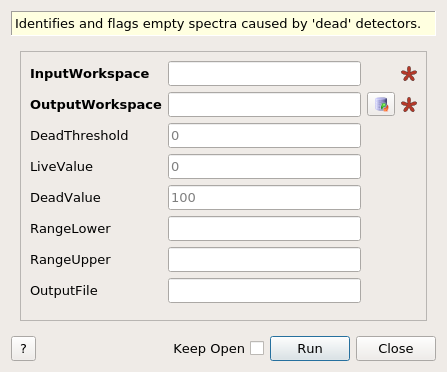 Identifies and flags empty spectra caused by 'dead' detectors.
InputWorkspace
OutputWorkspace
DeadThreshold 0
LiveValue 0
DeadValue 100
RangeLower
RangeUpper
OutputFile
? Keep Open Run Close